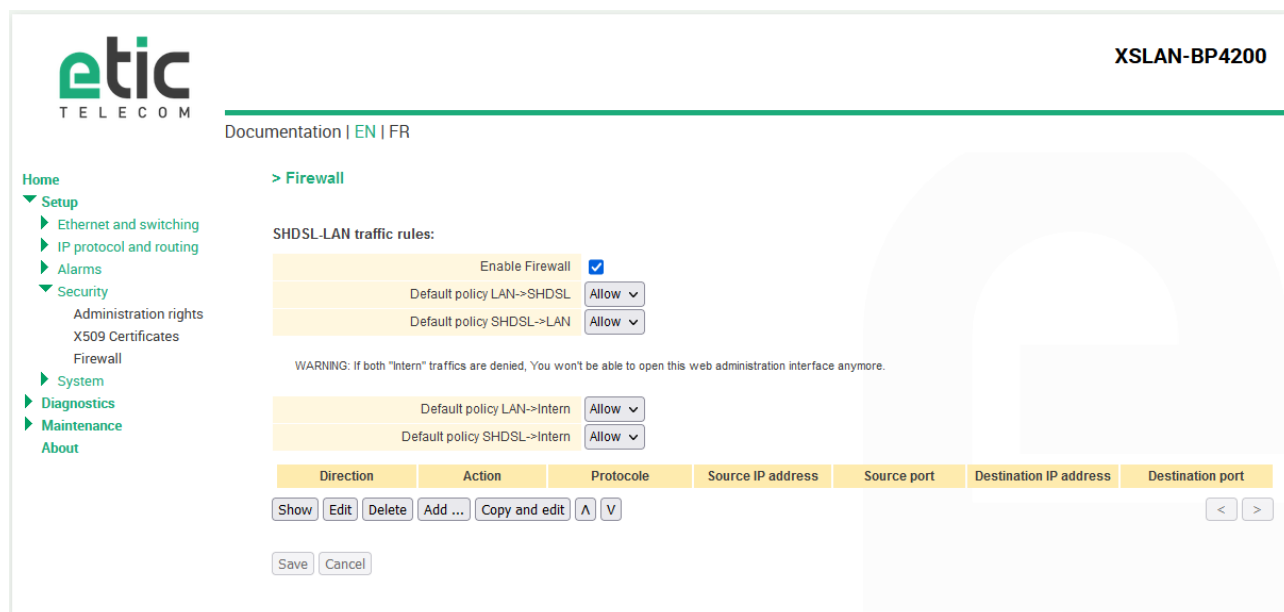 etic
TELECOM
XSLAN-BP4200
Documentation | EN | FR
Home
Setup
Ethernet and switching
IP protocol and routing
Alarms
Security
Administration rights
X509 Certificates
Firewall
System
Diagnostics
Maintenance
About
> Firewall
SHDSL-LAN traffic rules:
Enable Firewall
Default policy LAN->SHDSL Allow
Default policy SHDSL->LAN Allow
WARNING: If both "Intern" traffics are denied, You won't be able to open this web administration interface anymore.
Default policy LAN->Intern Allow
Default policy SHDSL->Intern Allow
Direction Action Protocole Source IP address Source port Destination IP address Destination port
Show Edit Delete Add ... Copy and edit Λ V < >
Save Cancel